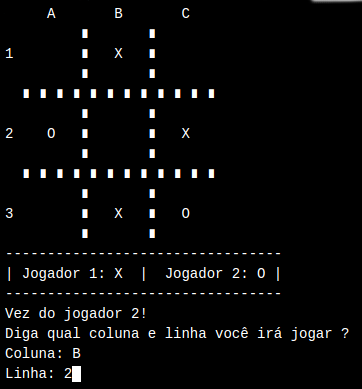 A B C
1 X
2 O X
3 X O
---------------------------------
| Jogador 1: X | Jogador 2: O |
---------------------------------
Vez do jogador 2!
Diga qual coluna e linha você irá jogar ?
Coluna: B
Linha: 2